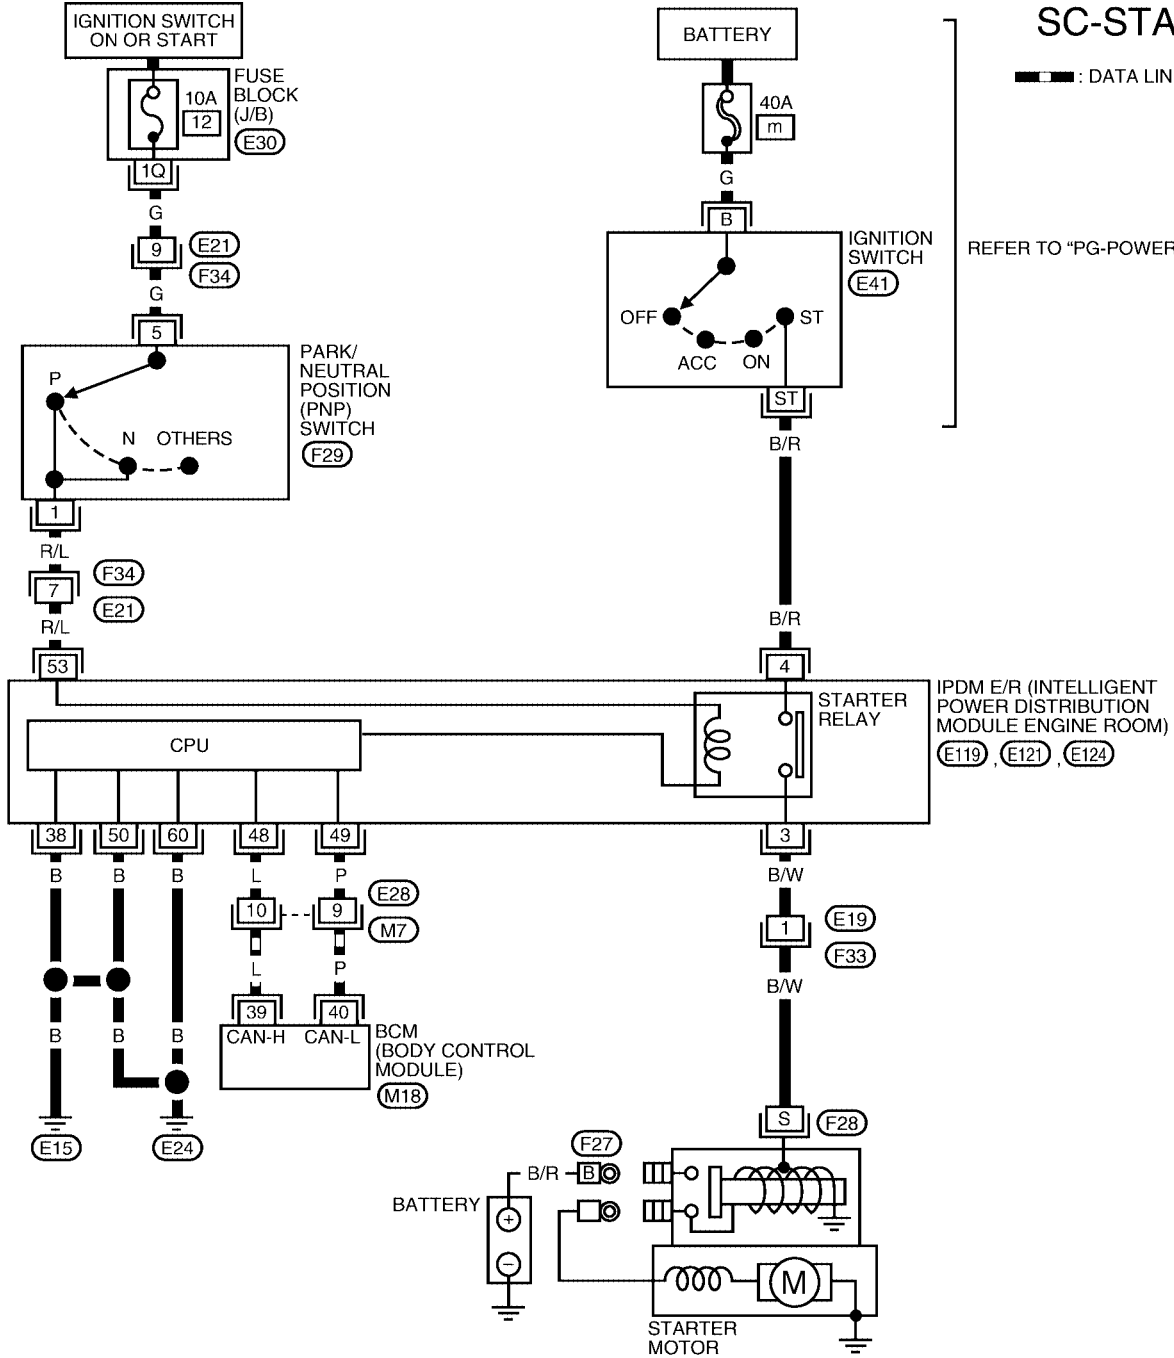 SC-STA
: DATA LIN
IGNITION SWITCH
ON OR START
FUSE
BLOCK
(J/B)
E30
10A
12
1Q
G
9
E21
F34
G
5
PARK/
NEUTRAL
POSITION
(PNP)
SWITCH
F29
P
N
OTHERS
1
R/L
F34
7
E21
R/L
53
BATTERY
40A
m
G
B
IGNITION
SWITCH
E41
OFF
ACC
ON
ST
ST
REFER TO “PG-POWER
B/R
B/R
4
STARTER
RELAY
IPDM E/R (INTELLIGENT
POWER DISTRIBUTION
MODULE ENGINE ROOM)
E119 , E121 , E124
CPU
38 50 60 48 49
B B B L P
10 9
E28
M7
B B B L P
39 40
CAN-H CAN-L
BCM
(BODY CONTROL
MODULE)
M18
E15
E24
3
B/W
1
E19
F33
B/W
S
F28
F27
B/R
B
BATTERY
+
−
M
STARTER
MOTOR